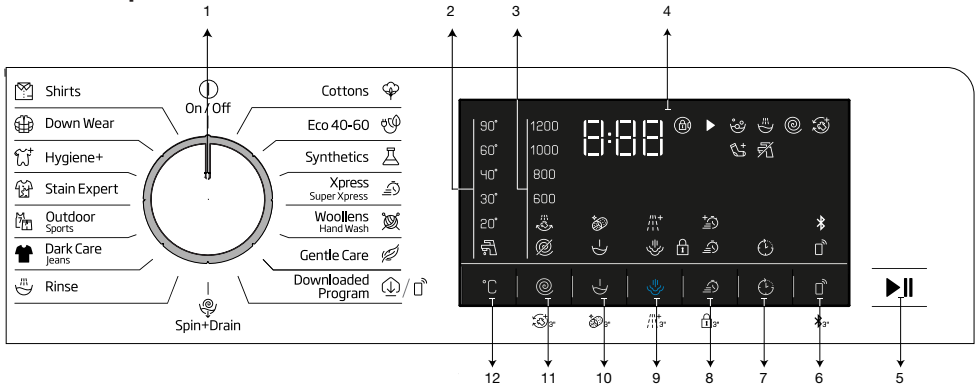 1 2 3 4
On / Off
Shirts
Down Wear
Hygiene+
Stain Expert
Outdoor
Sports
Dark Care
Jeans
Rinse
Spin+Drain
Cottons
Eco 40-60
Synthetics
Xpress
Super Xpress
Woollens
Hand Wash
Gentle Care
Downloaded
Program
/
90° 1200 8:88
60° 1000
40° 800
30° 600
20°
°C
3" 3" 3" 3" 3"
12 11 10 9 8 7 6 5